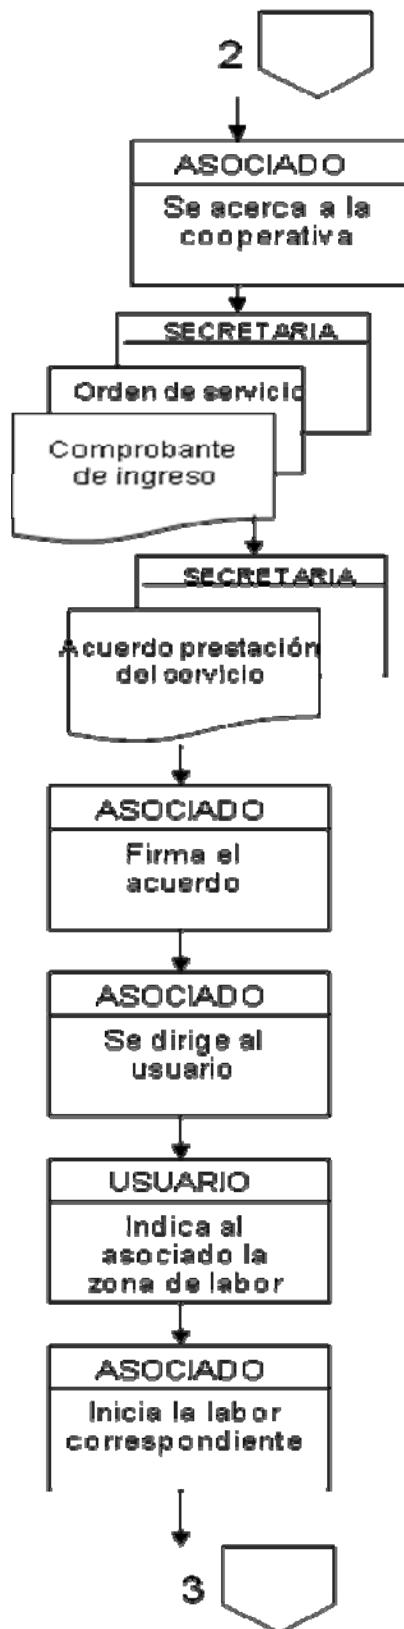 2
ASOCIADO
Se acerca a la
cooperativa
SECRETARIA
Orden de servicio
Comprobante
de ingreso
SECRETARIA
Acuerdo prestación
del servicio
ASOCIADO
Firma el
acuerdo
ASOCIADO
Se dirige al
usuario
USUARIO
Indica al
asociado la
zona de labor
ASOCIADO
Inicia la labor
correspondiente
3